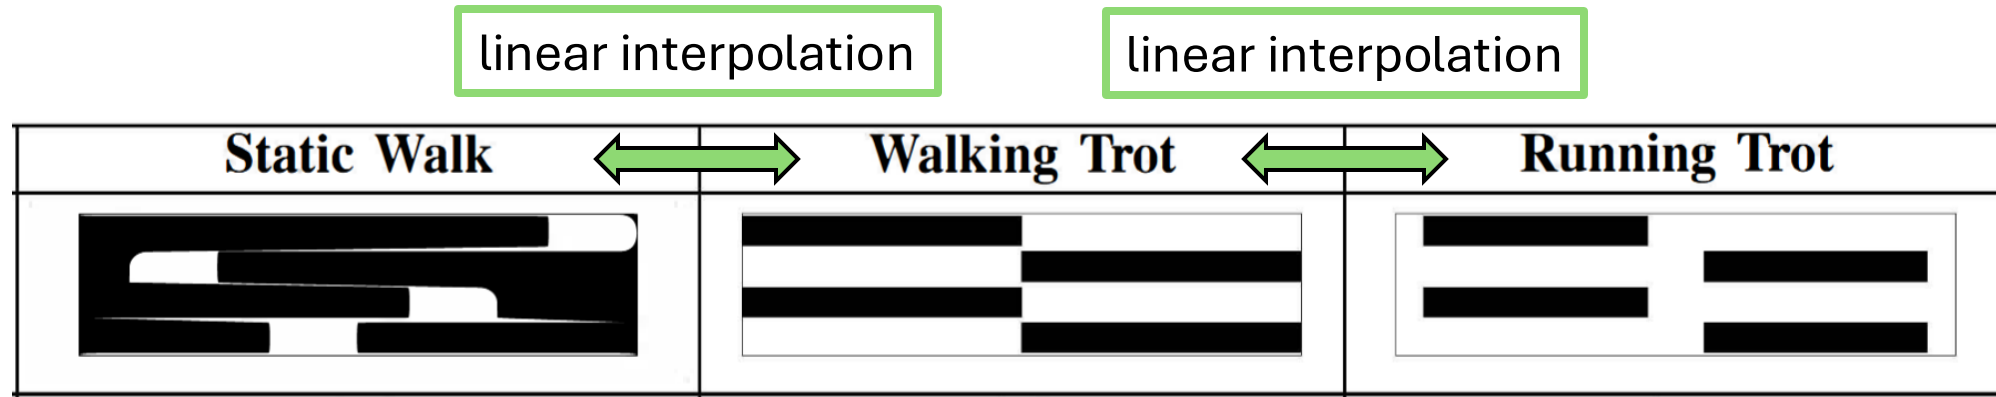 linear interpolation
linear interpolation
Static Walk
Walking Trot
Running Trot